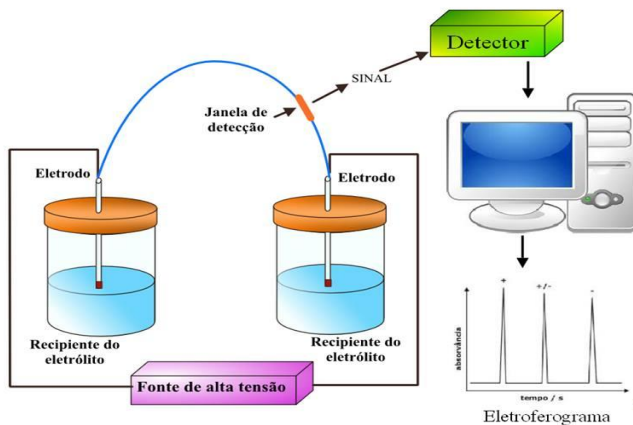 Detector
SINAL
Janela de
detecção
Eletrodo
Eletrodo
Recipiente do
eletrólito
Recipiente do
eletrólito
Fonte de alta tensão
+
+/-
-
absorvância
tempo / s
Eletroferograma